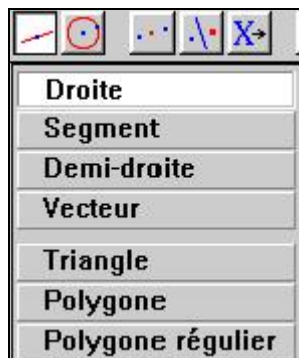 X
Droite
Segment
Demi-droite
Vecteur
Triangle
Polygone
Polygone régulier